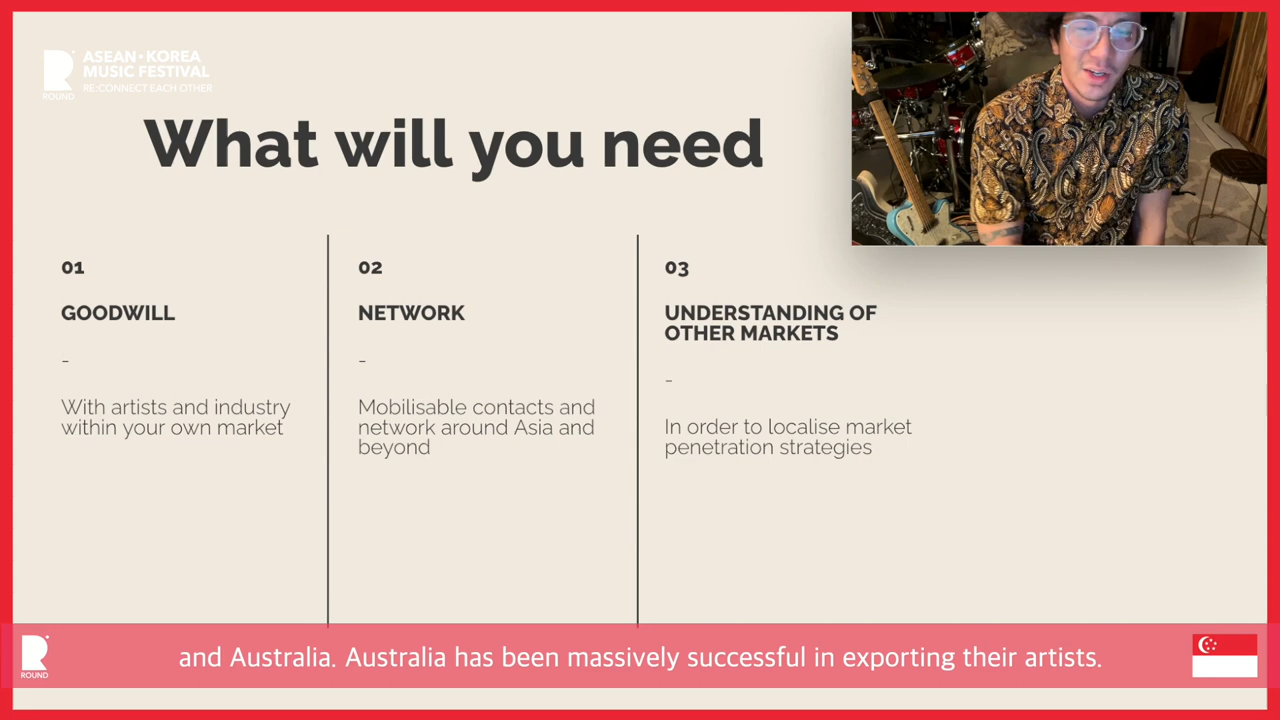 ASEAN•KOREA
MUSIC FESTIVAL
RE:CONNECT EACH OTHER
ROUND
What will you need
01
GOODWILL
-
With artists and industry
within your own market
02
NETWORK
-
Mobilisable contacts and
network around Asia and
beyond
03
UNDERSTANDING OF
OTHER MARKETS
-
In order to localise market
penetration strategies
ROUND
and Australia. Australia has been massively successful in exporting their artists.